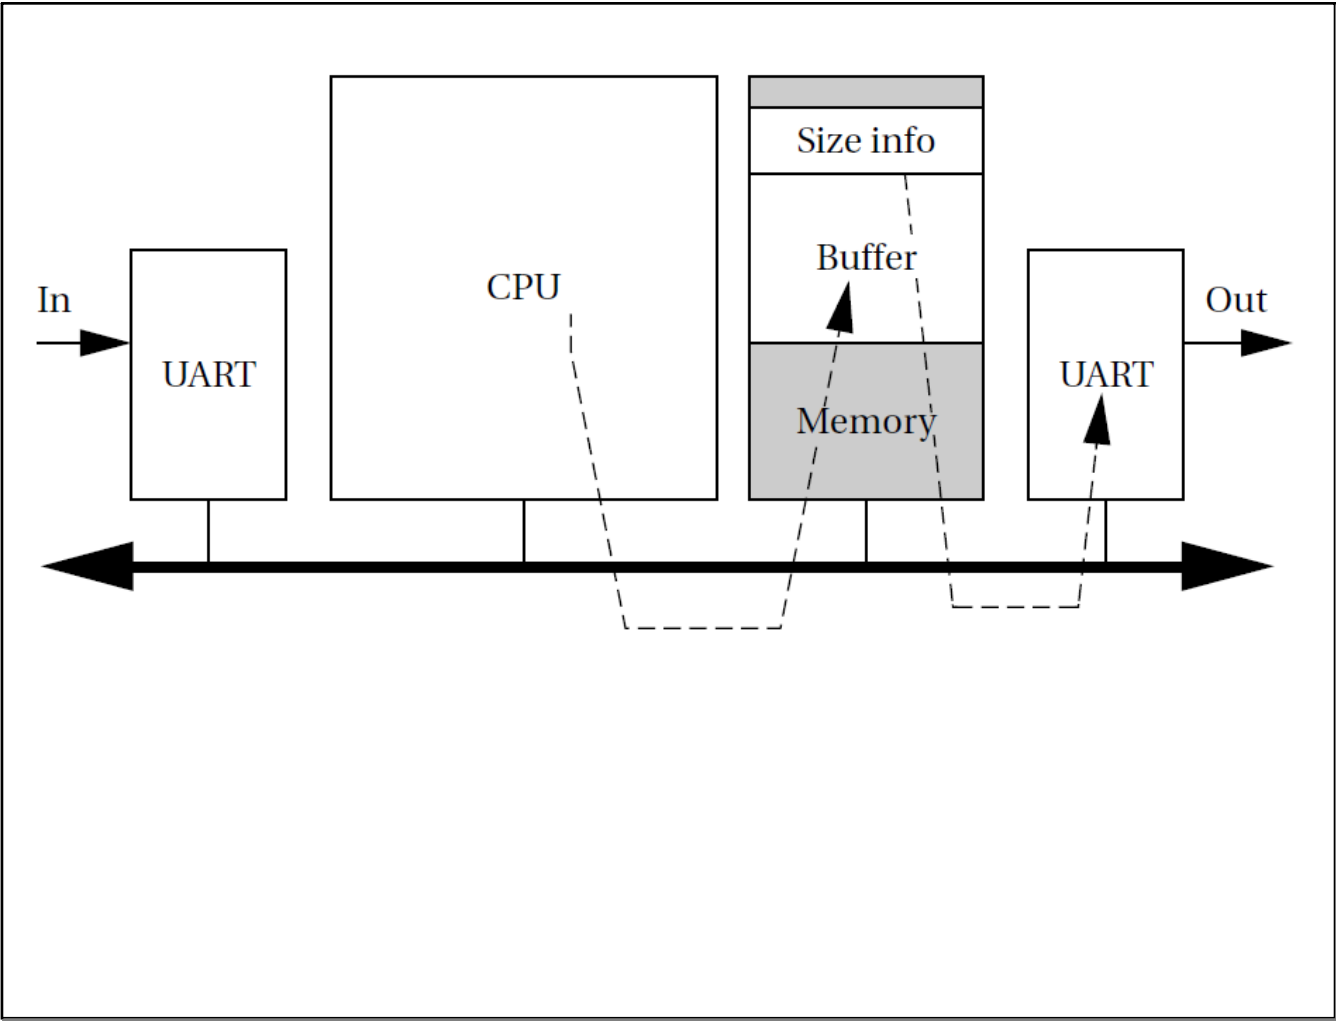 In
UART
CPU
Size info
Buffer
Memory
UART
Out